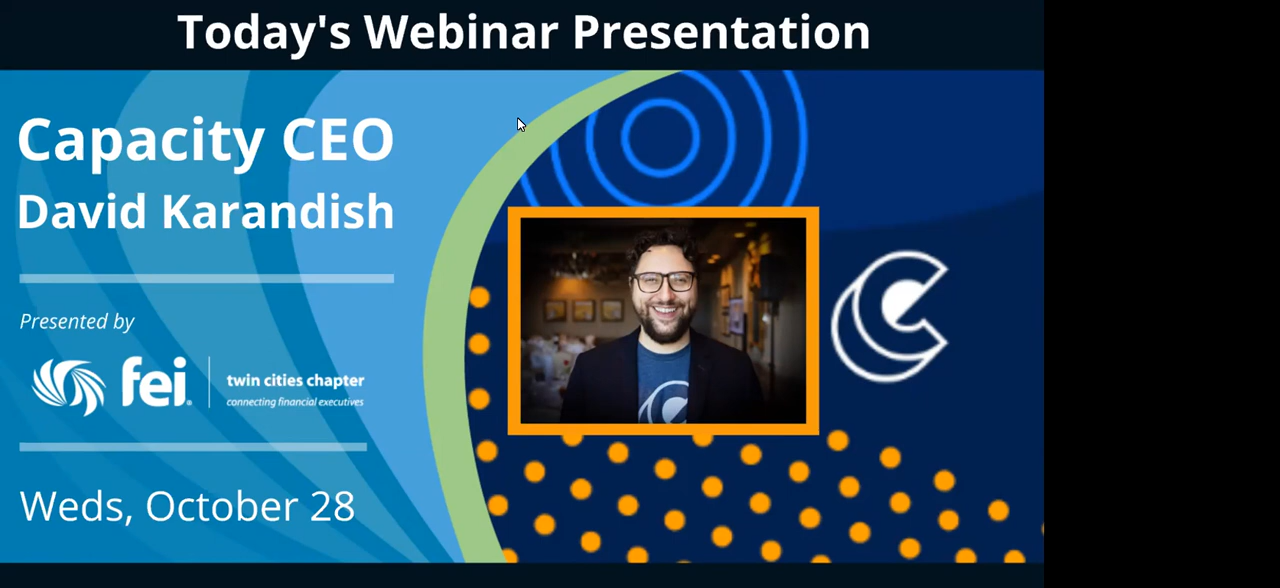 Today's Webinar Presentation
Capacity CEO
David Karandish
Presented by
fei®
twin cities chapter
connecting financial executives
Weds, October 28